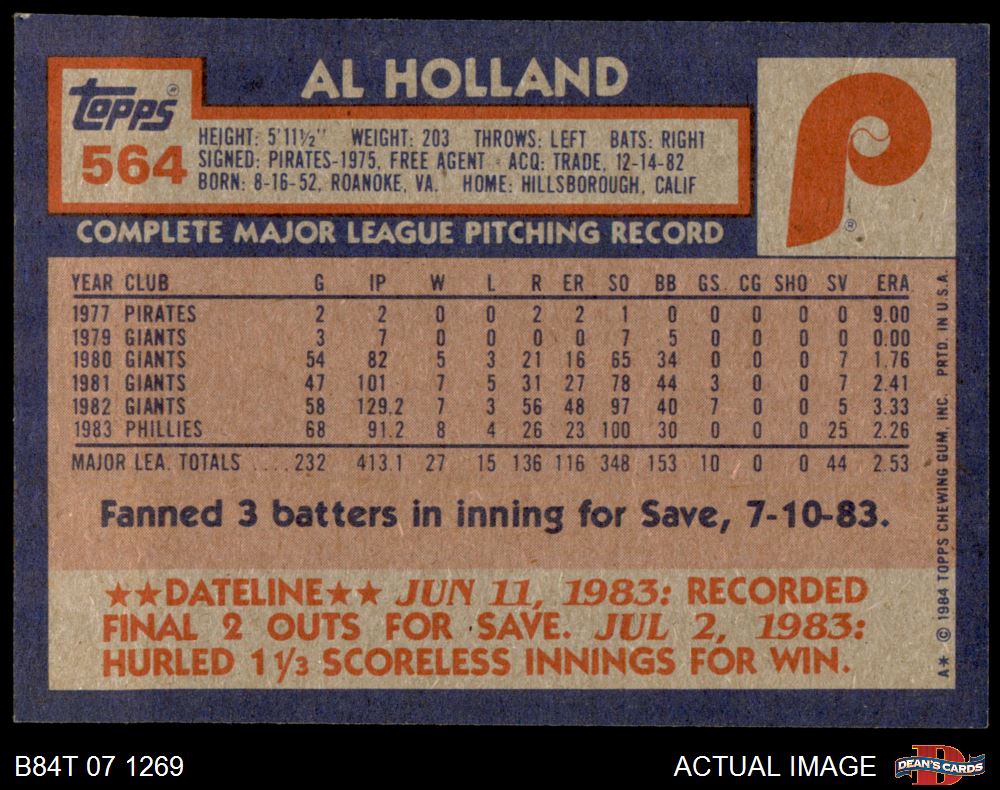 AL HOLLAND
topps®
564
HEIGHT: 5'11½" WEIGHT: 203 THROWS: LEFT BATS: RIGHT
SIGNED: PIRATES-1975, FREE AGENT · ACQ: TRADE, 12-14-82
BORN: 8-16-52, ROANOKE, VA. HOME: HILLSBOROUGH, CALIF
P ®
COMPLETE MAJOR LEAGUE PITCHING RECORD
YEAR CLUB G IP W L R ER SO BB GS CG SHO SV ERA
1977 PIRATES 2 2 0 0 2 2 1 0 0 0 0 0 9.00
1979 GIANTS 3 7 0 0 0 0 7 5 0 0 0 0 0.00
1980 GIANTS 54 82 5 3 21 16 65 34 0 0 0 7 1.76
1981 GIANTS 47 101 7 5 31 27 78 44 3 0 0 7 2.41
1982 GIANTS 58 129.2 7 3 56 48 97 40 7 0 0 5 3.33
1983 PHILLIES 68 91.2 8 4 26 23 100 30 0 0 0 25 2.26
MAJOR LEA. TOTALS ....232 413.1 27 15 136 116 348 153 10 0 0 44 2.53
Fanned 3 batters in inning for Save, 7-10-83.
★★DATELINE★★ JUN 11, 1983: RECORDED
FINAL 2 OUTS FOR SAVE. JUL 2, 1983:
HURLED 1⅓ SCORELESS INNINGS FOR WIN.
A★ © 1984 TOPPS CHEWING GUM, INC. PRTD. IN U.S.A.
B84T 07 1269
ACTUAL IMAGE
D
DEAN'S CARDS